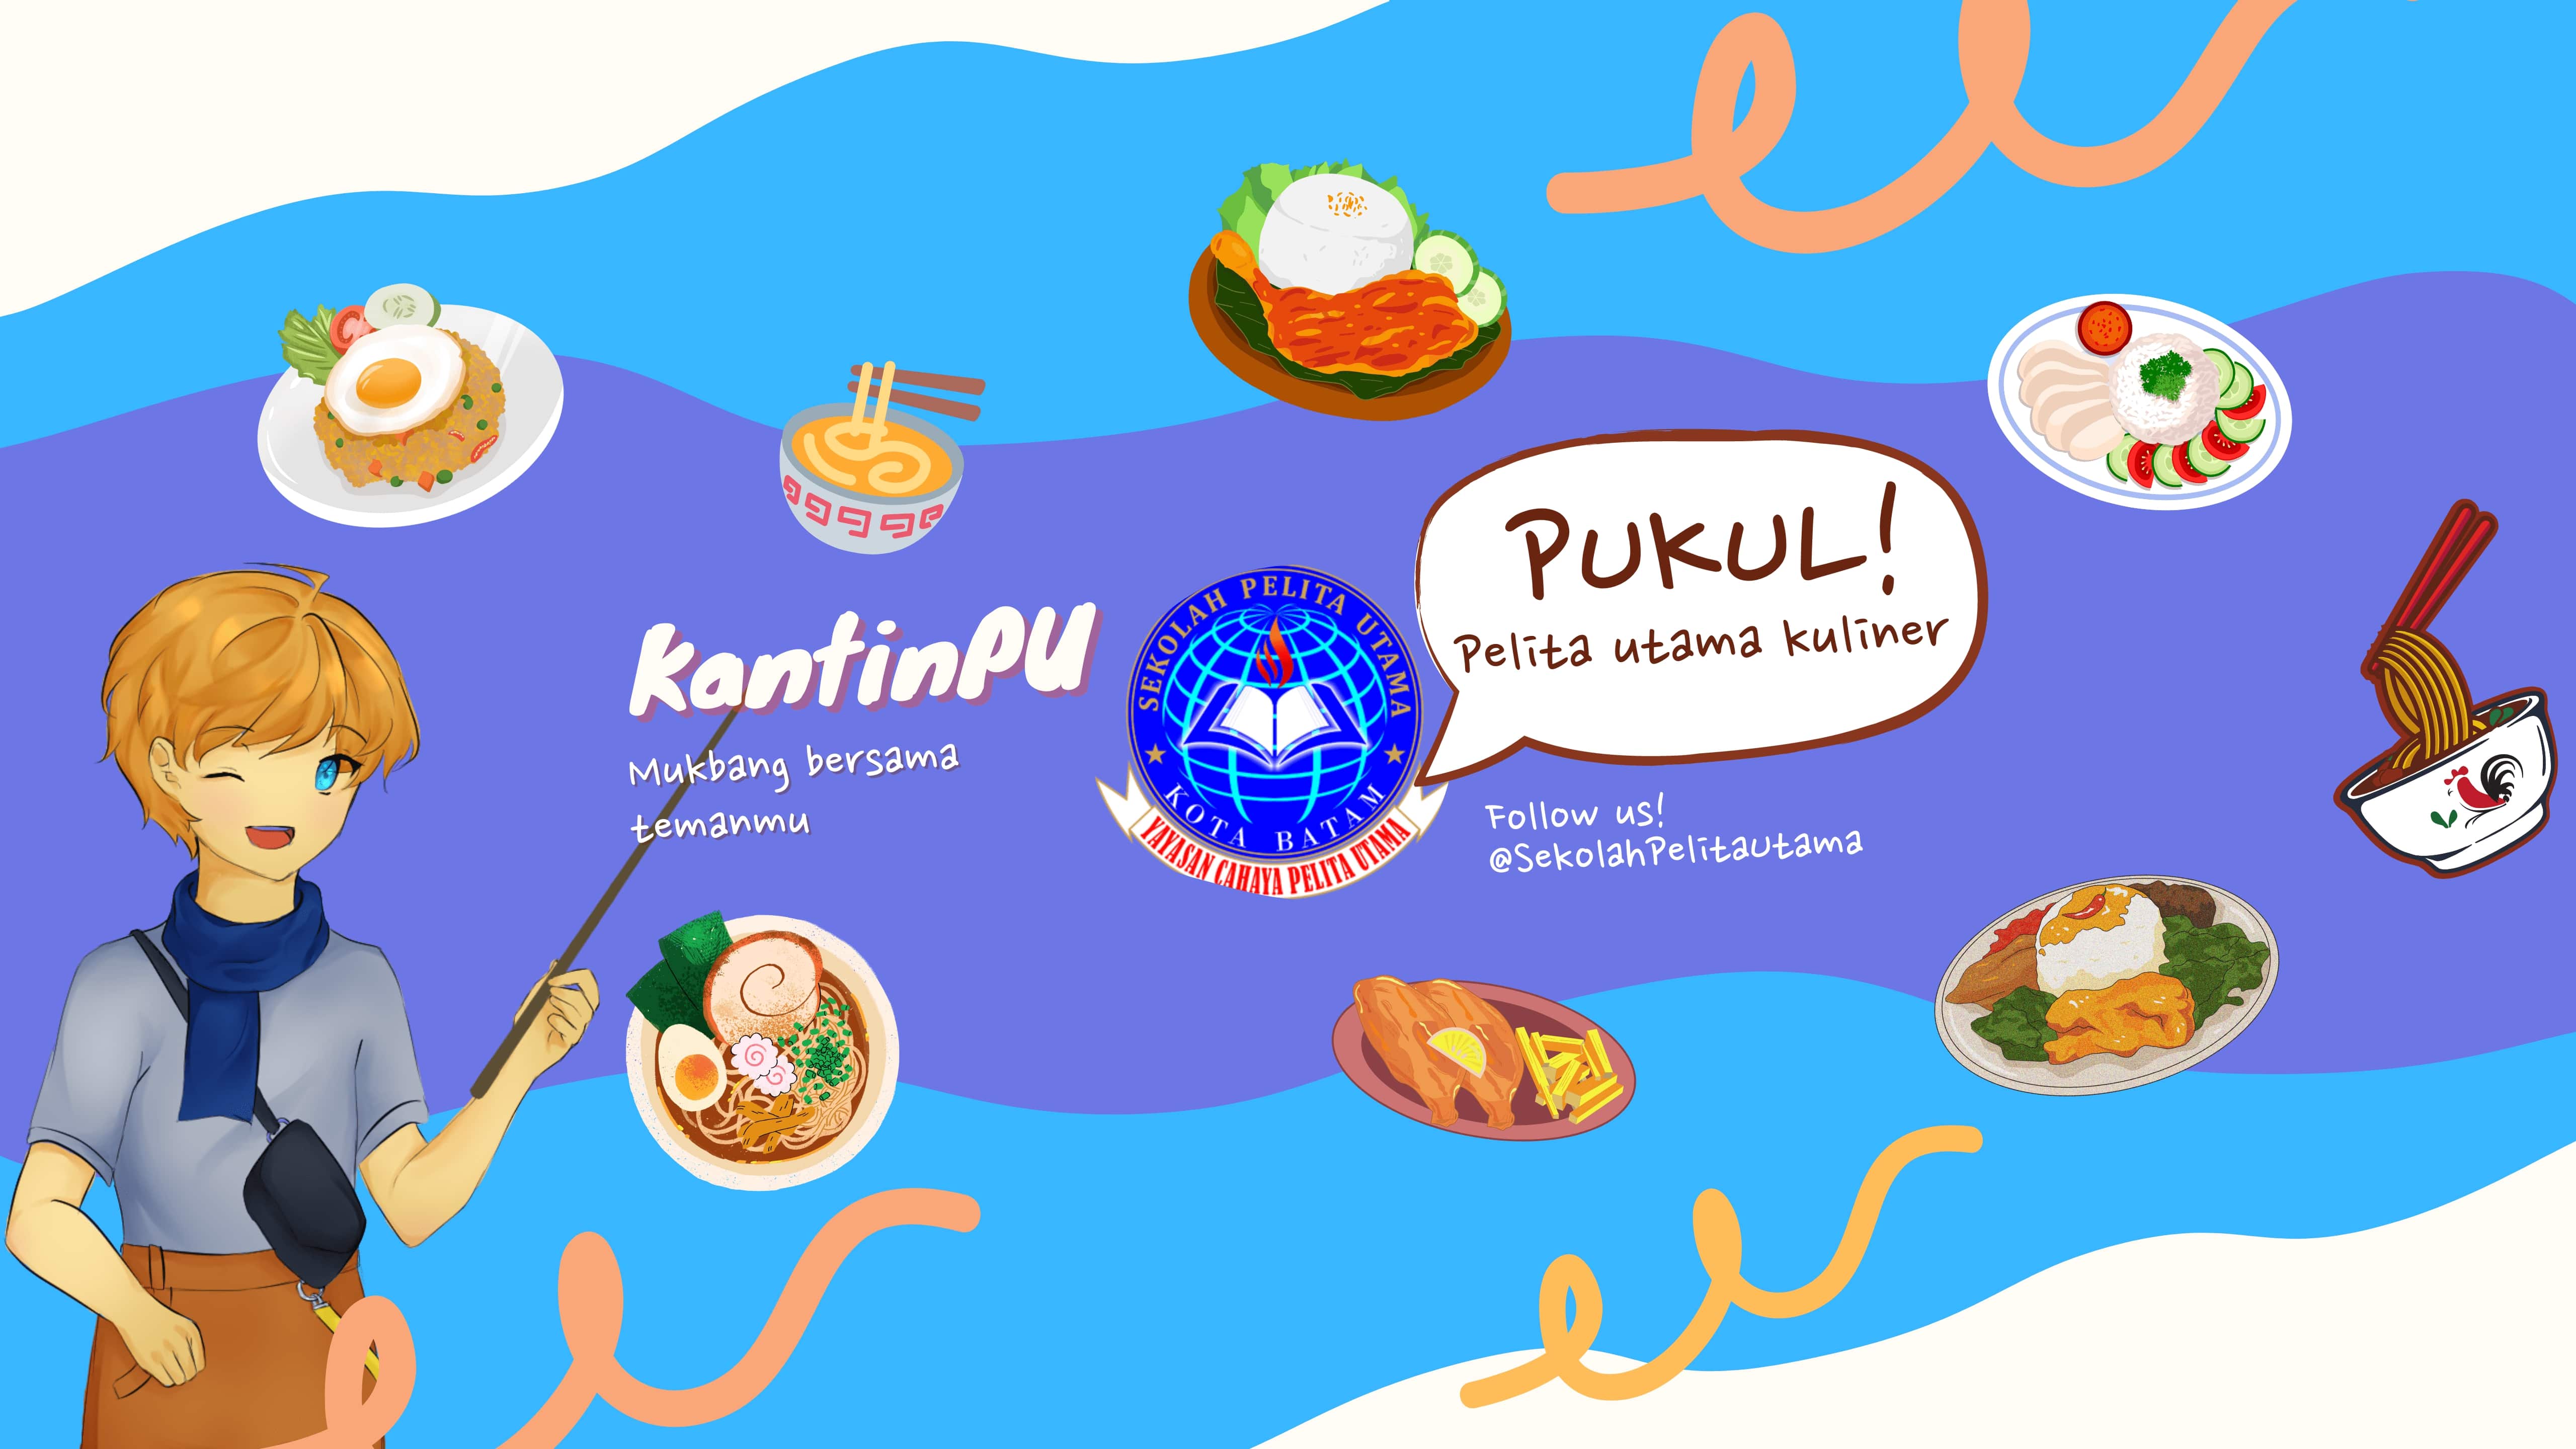 PUKUL!
Pelita utama kuliner
kantinPU
Mukbang bersama
temanmu
SEKOLAH PELITA UTAMA
KOTA BATAM
YAYASAN CAHAYA PELITA UTAMA
Follow us!
@SekolahPelitaUtama